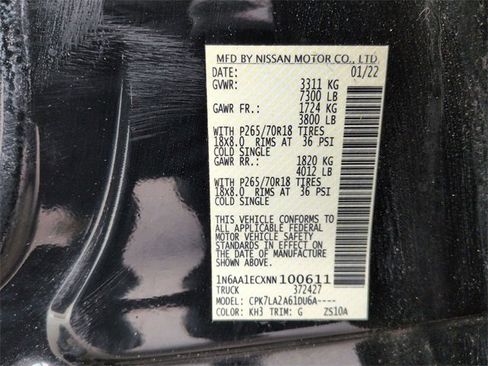 MFD BY NISSAN MOTOR CO., LTD
DATE: 01/22
GVWR: 3311 KG
7300 LB
GAWR FR.: 1724 KG
3800 LB
WITH P265/70R18 TIRES
18X8.0 RIMS AT 36 PSI
COLD SINGLE
GAWR RR.: 1820 KG
4012 LB
WITH P265/70R18 TIRES
18X8.0 RIMS AT 36 PSI
COLD SINGLE
THIS VEHICLE CONFORMS TO
ALL APPLICABLE FEDERAL
MOTOR VEHICLE SAFETY
STANDARDS IN EFFECT ON
THE DATE OF MANUFACTURE
SHOWN ABOVE.
1N6AA1ECXNN100611
TRUCK 372427
MODEL: CPK7LA2A61DU6A----
COLOR: KH3 TRIM: G ZS10A